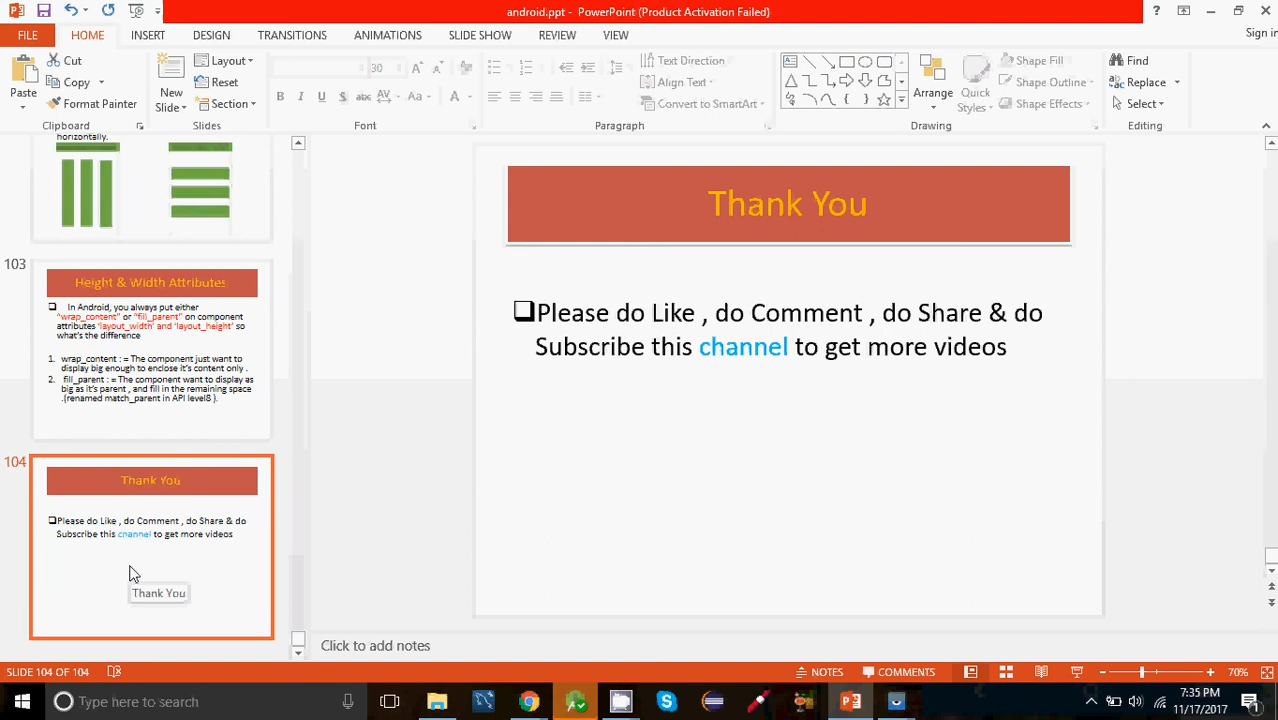 android.ppt - PowerPoint (Product Activation Failed)
Sign in
FILE
HOME
INSERT
DESIGN
TRANSITIONS
ANIMATIONS
SLIDE SHOW
REVIEW
VIEW
Paste
Cut
Copy
Format Painter
Clipboard
New
Slide
Layout
Reset
Section
Slides
30
Font
Text Direction
Align Text
Convert to SmartArt
Paragraph
Arrange
Quick
Styles
Shape Fill
Shape Outline
Shape Effects
Drawing
Find
Replace
Select
Editing
horizontally.
103
Height & Width Attributes
In Android, you always put either
“wrap_content” or “fill_parent” on component
attributes ‘layout_width’ and ‘layout_height’ so
what’s the difference
1. wrap_content : = The component just want to
display big enough to enclose it’s content only .
2. fill_parent : = The component want to display as
big as it’s parent , and fill in the remaining space
.(renamed match_parent in API level8 ).
104
Thank You
❑Please do Like , do Comment , do Share & do
Subscribe this channel to get more videos
Thank You
Thank You
❑Please do Like , do Comment , do Share & do
Subscribe this channel to get more videos
Click to add notes
SLIDE 104 OF 104
NOTES
COMMENTS
70%
Type here to search
7:35 PM
11/17/2017